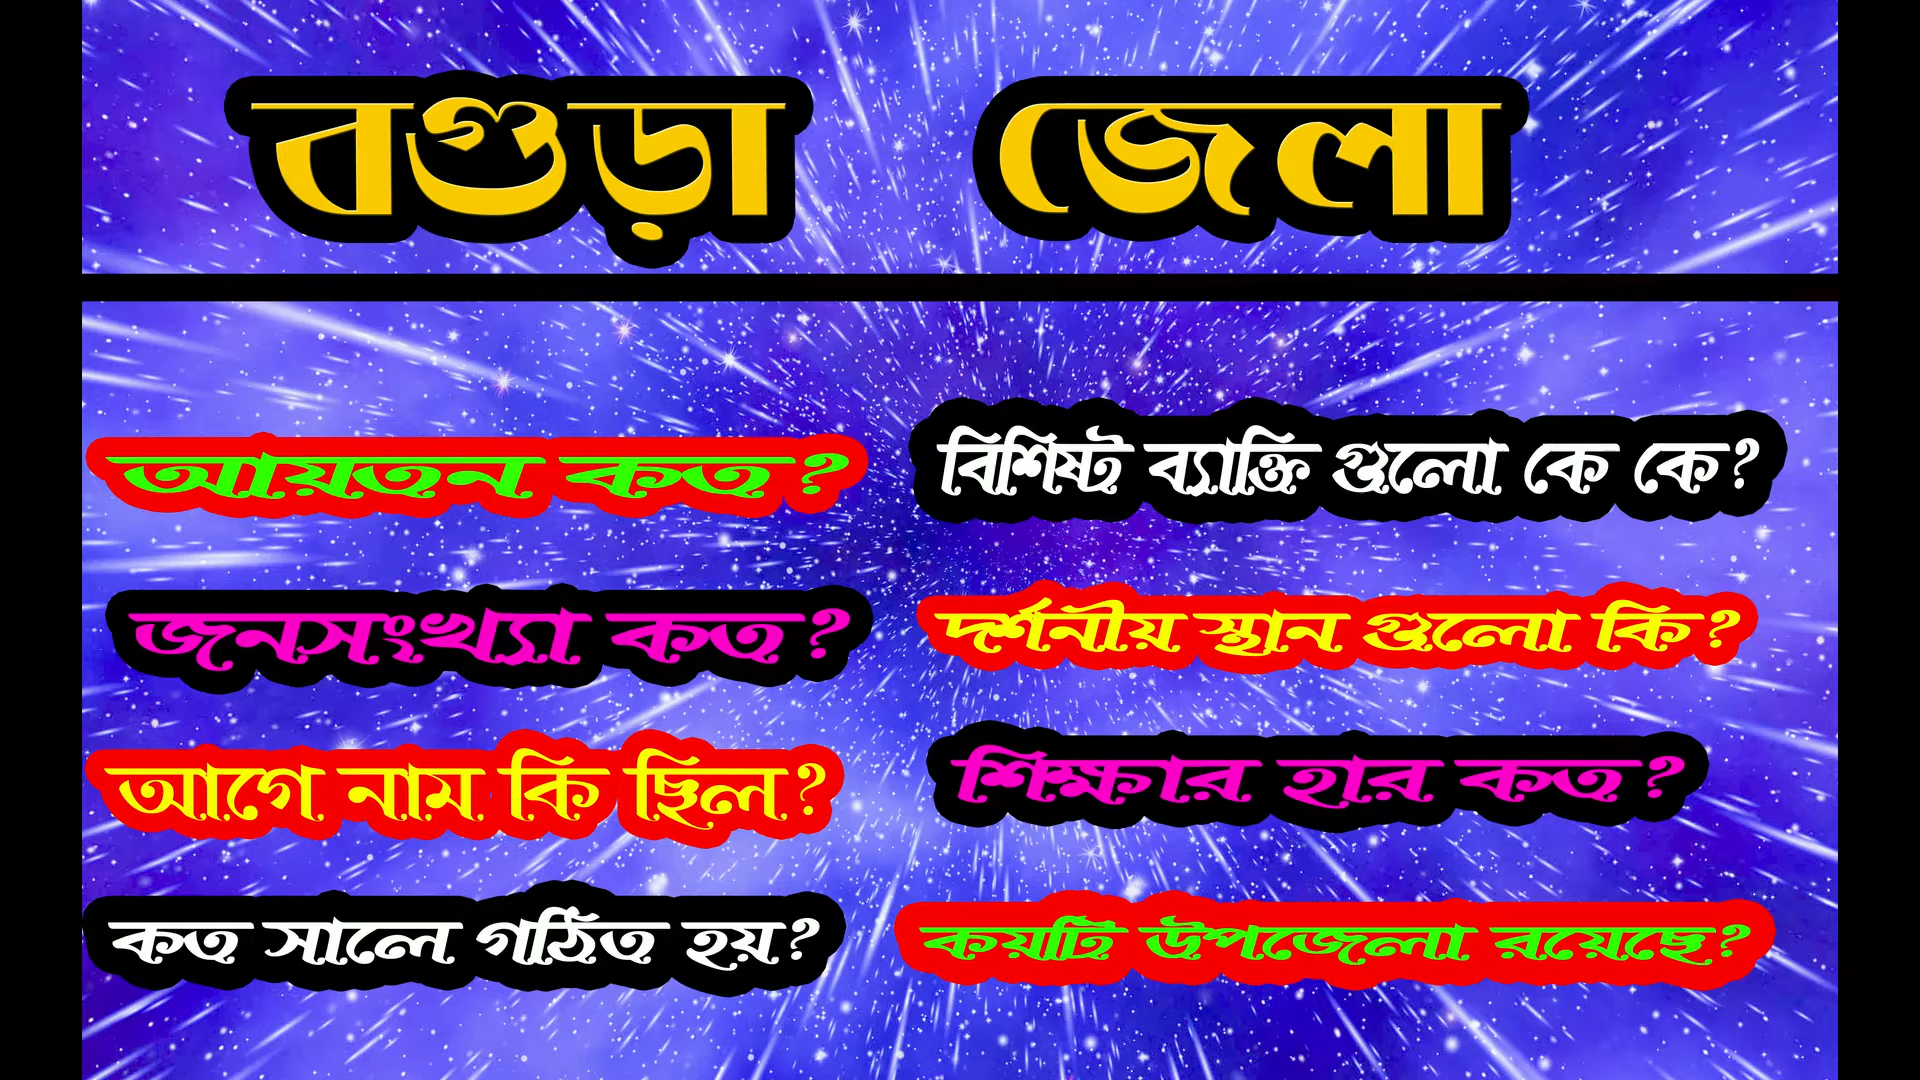 বগুড়া জেলা
আয়তন কত?
জনসংখ্যা কত?
আগে নাম কি ছিল?
কত সালে গঠিত হয়?
বিশিষ্ট ব্যাক্তি গুলো কে কে?
দর্শনীয় স্থান গুলো কি?
শিক্ষার হার কত?
কয়টি উপজেলা রয়েছে?